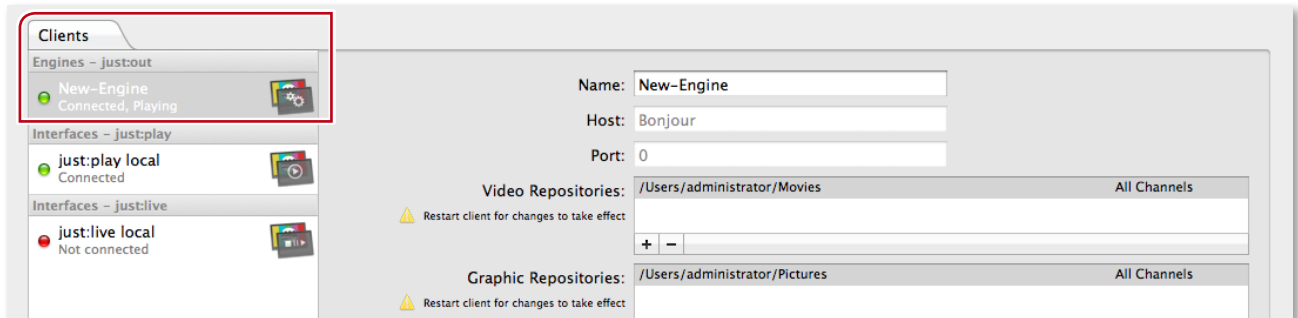 Clients
Engines – just:out
New-Engine
Connected, Playing
Interfaces – just:play
just:play local
Connected
Interfaces – just:live
just:live local
Not connected
Name: New-Engine
Host: Bonjour
Port: 0
Video Repositories: /Users/administrator/Movies All Channels
Restart client for changes to take effect
+ −
Graphic Repositories: /Users/administrator/Pictures All Channels
Restart client for changes to take effect